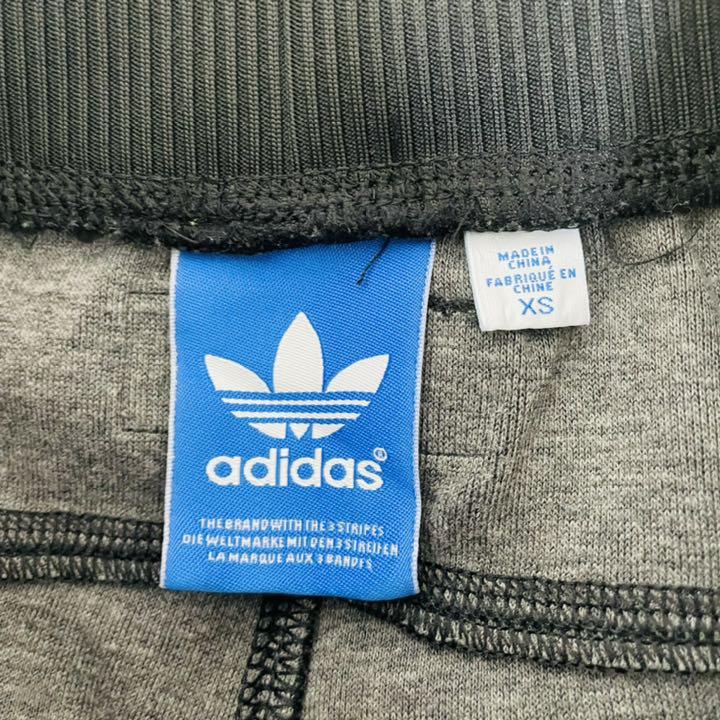 MADE IN
CHINA
FABRIQUÉ EN
CHINE
XS
adidas®
THE BRAND WITH THE 3 STRIPES
DIE WELTMARKE MIT DEN 3 STREIFEN
LA MARQUE AUX 3 BANDES